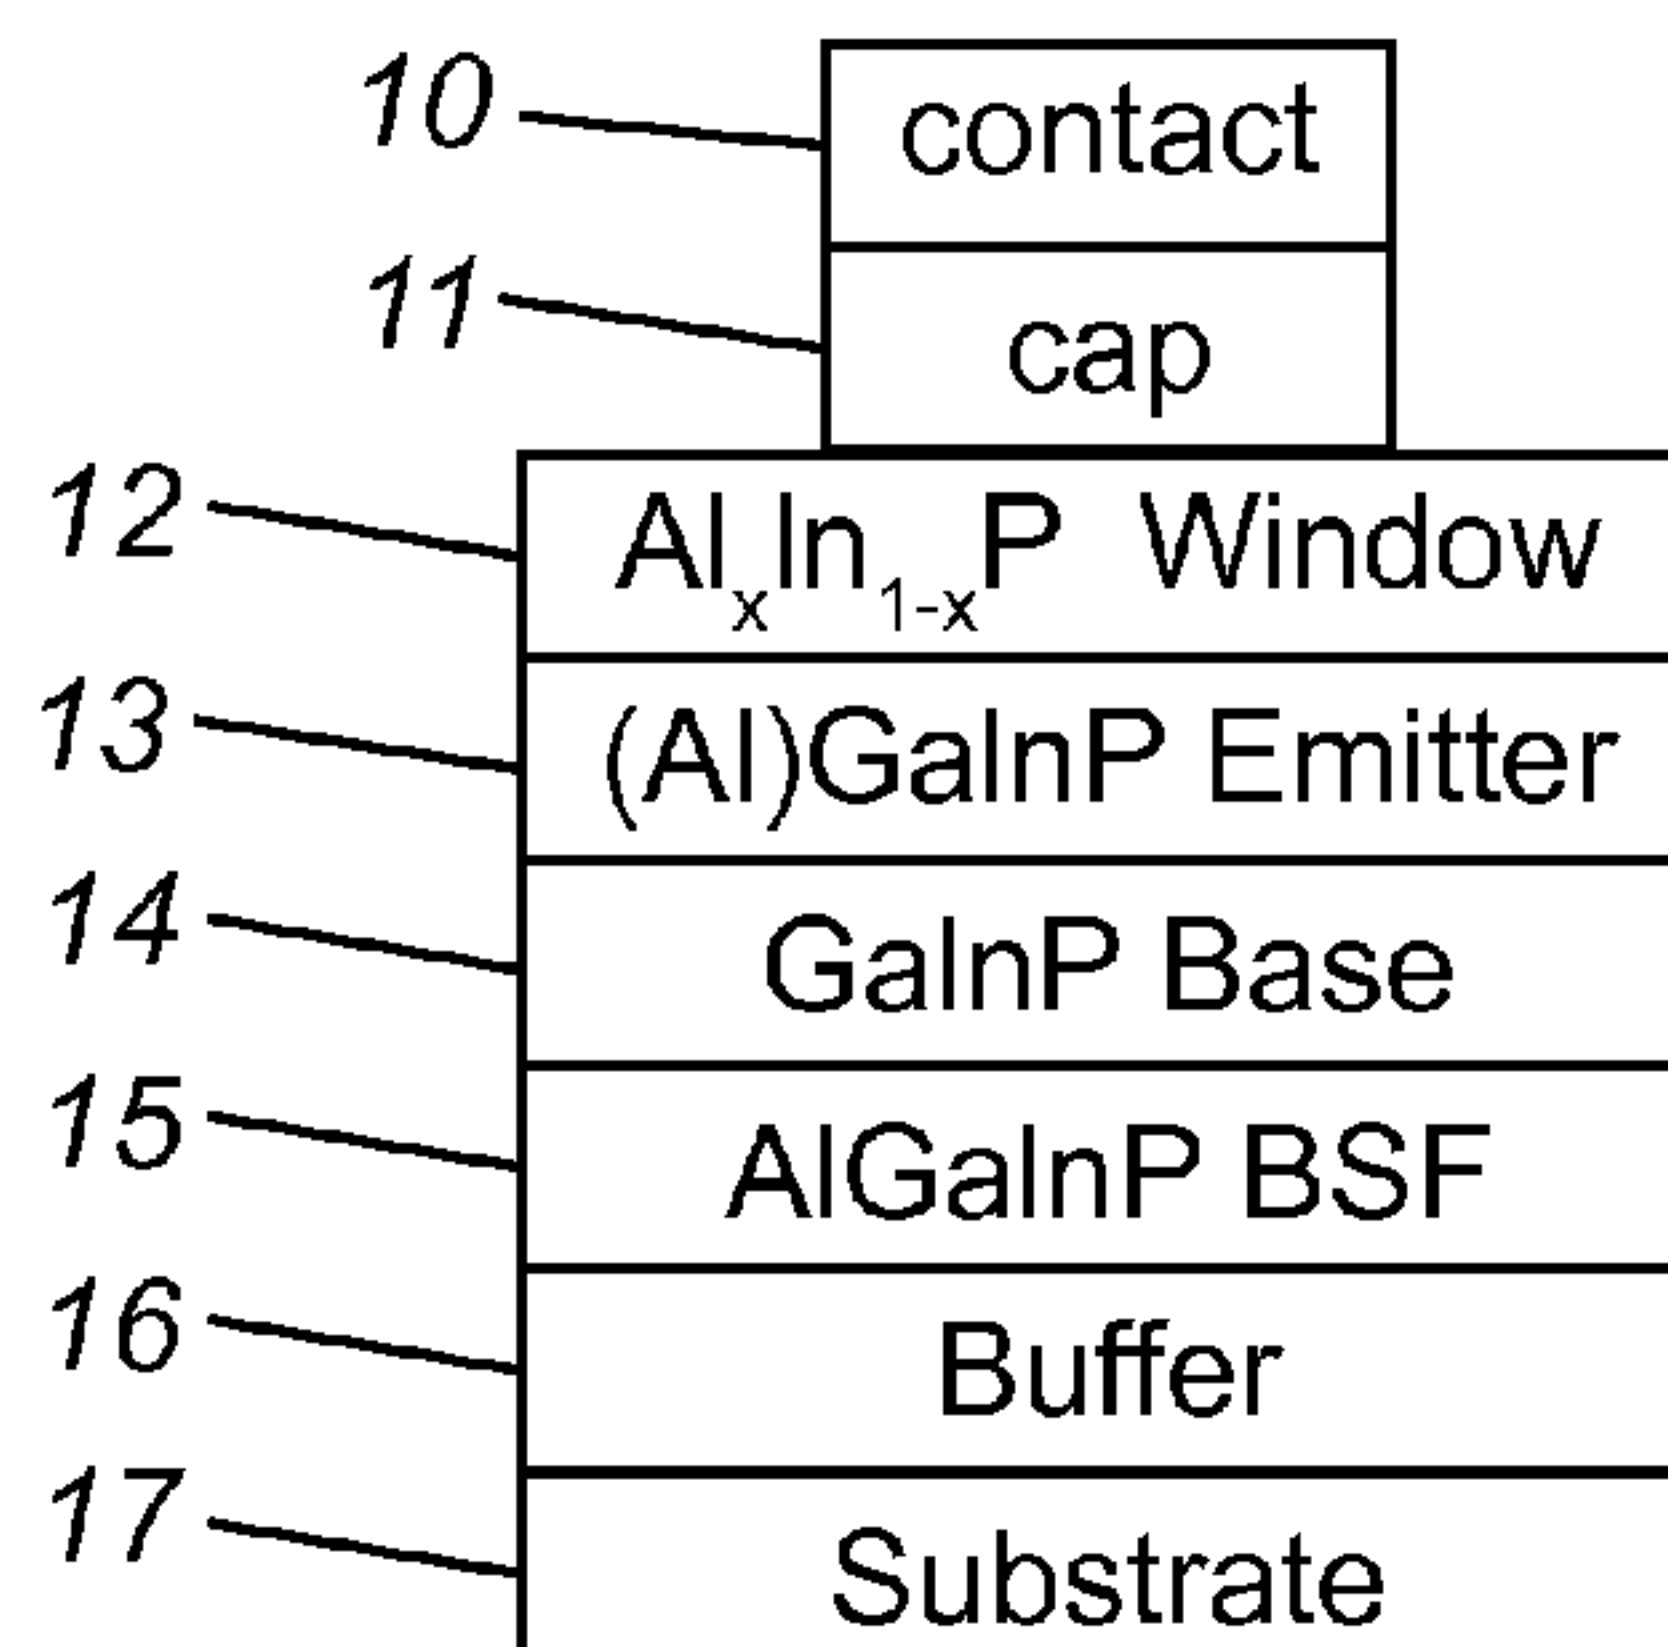 10 contact
11 cap
12 AlₓIn₁₋ₓP Window
13 (Al)GaInP Emitter
14 GaInP Base
15 AlGaInP BSF
16 Buffer
17 Substrate